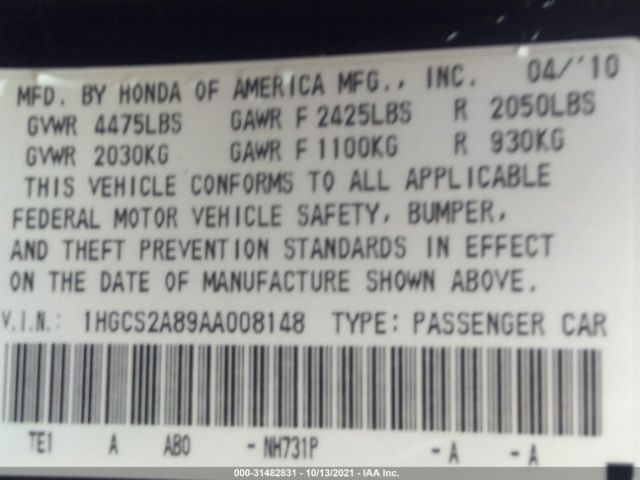 MFD. BY HONDA OF AMERICA MFG., INC. 04/'10
GVWR 4475LBS GAWR F 2425LBS R 2050LBS
GVWR 2030KG GAWR F 1100KG R 930KG
THIS VEHICLE CONFORMS TO ALL APPLICABLE
FEDERAL MOTOR VEHICLE SAFETY, BUMPER,
AND THEFT PREVENTION STANDARDS IN EFFECT
ON THE DATE OF MANUFACTURE SHOWN ABOVE.
V.I.N.: 1HGCS2A89AA008148 TYPE: PASSENGER CAR
TE1 A AB0 - NH731P - A - A
000-31482831 - 10/13/2021 - IAA Inc.